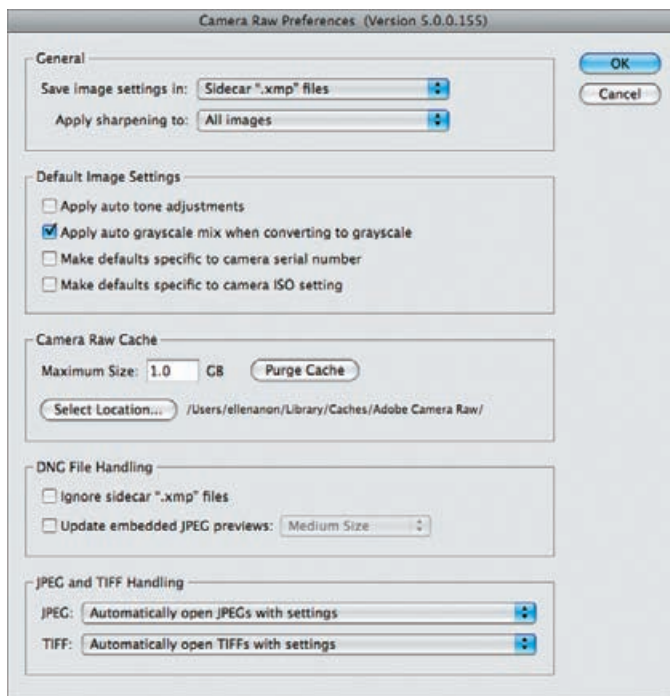 Camera Raw Preferences (Version 5.0.0.155)
General
Save image settings in: Sidecar ".xmp" files
Apply sharpening to: All images
OK
Cancel
Default Image Settings
Apply auto tone adjustments
Apply auto grayscale mix when converting to grayscale
Make defaults specific to camera serial number
Make defaults specific to camera ISO setting
Camera Raw Cache
Maximum Size: 1.0 GB Purge Cache
Select Location... /Users/ellenanon/Library/Caches/Adobe Camera Raw/
DNG File Handling
Ignore sidecar ".xmp" files
Update embedded JPEG previews: Medium Size
JPEG and TIFF Handling
JPEG: Automatically open JPEGs with settings
TIFF: Automatically open TIFFs with settings